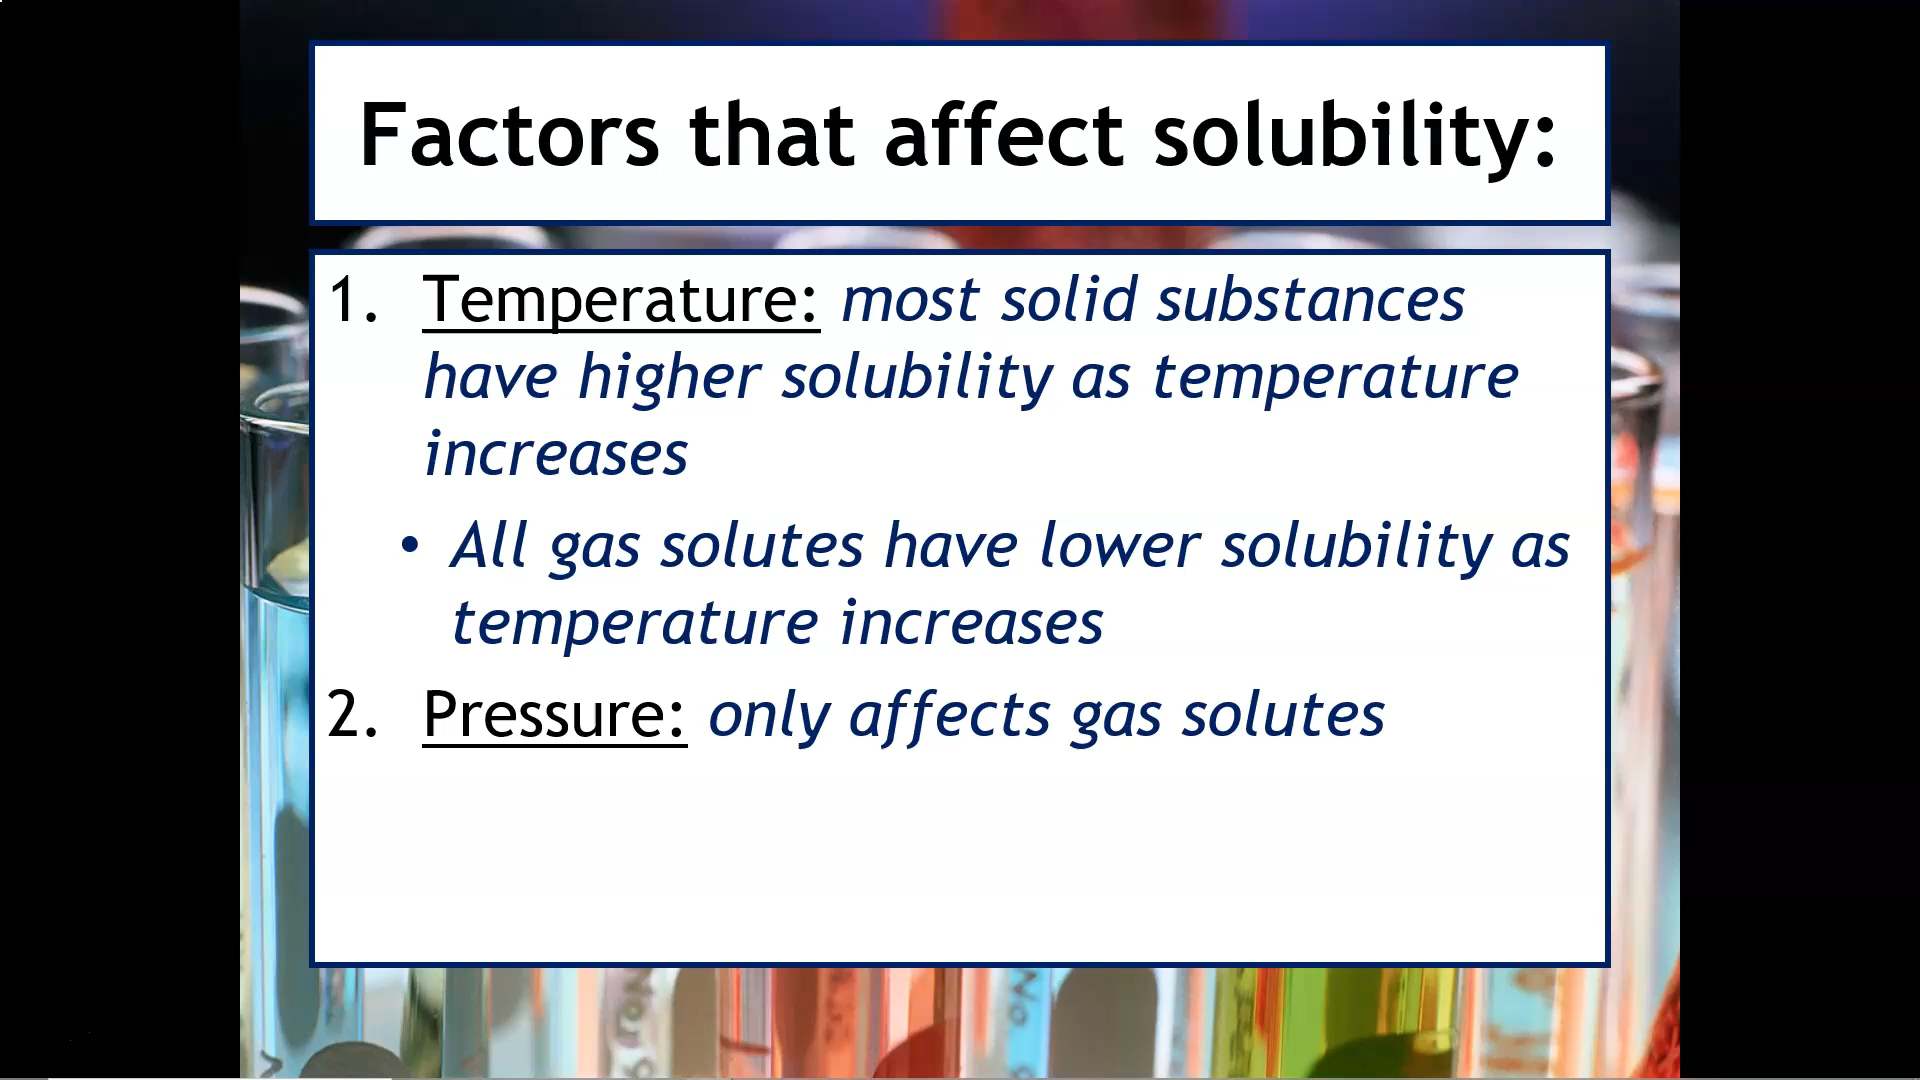 Factors that affect solubility:
1. Temperature: most solid substances
have higher solubility as temperature
increases
• All gas solutes have lower solubility as
temperature increases
2. Pressure: only affects gas solutes